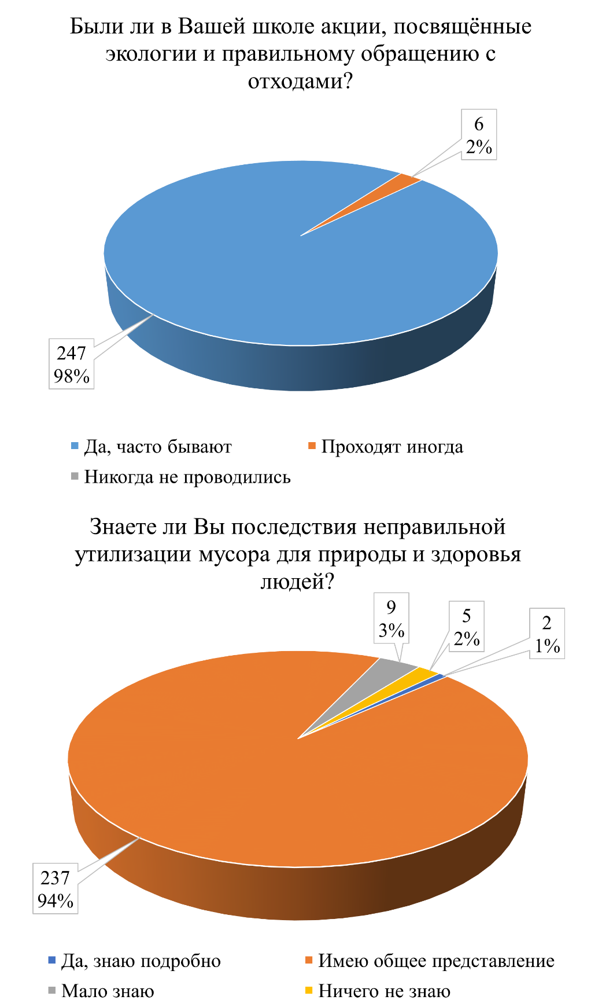 Были ли в Вашей школе акции, посвящённые
экологии и правильному обращению с
отходами?
6
2%
247
98%
Да, часто бывают
Проходят иногда
Никогда не проводились
Знаете ли Вы последствия неправильной
утилизации мусора для природы и здоровья
людей?
9
3%
5
2%
2
1%
237
94%
Да, знаю подробно
Имею общее представление
Мало знаю
Ничего не знаю